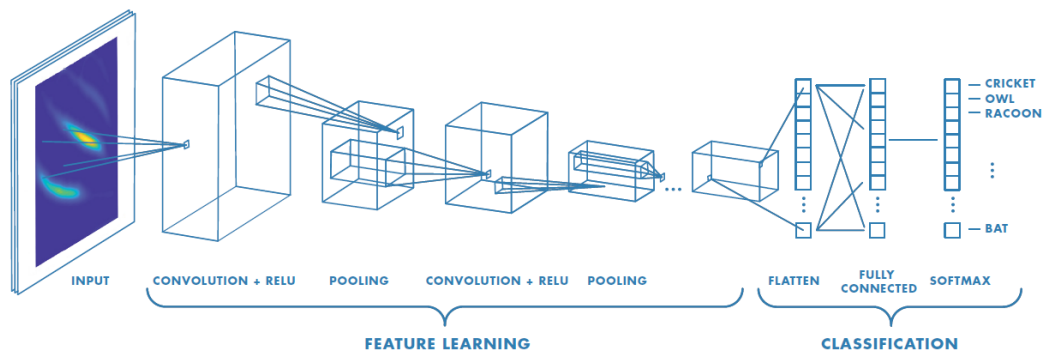 CRICKET
OWL
RACOON
BAT
INPUT
CONVOLUTION + RELU
POOLING
CONVOLUTION + RELU
POOLING
FLATTEN
FULLY
CONNECTED
SOFTMAX
FEATURE LEARNING
CLASSIFICATION